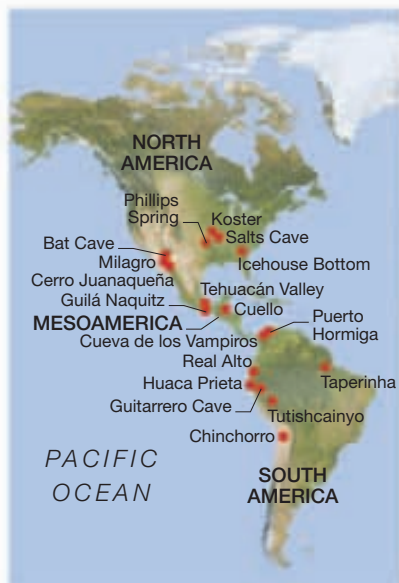 NORTH
AMERICA
Phillips
Spring
Koster
Salts Cave
Bat Cave
Milagro
Icehouse Bottom
Cerro Juanaqueña
Tehuacán Valley
Guilá Naquitz
Cuello
MESOAMERICA
Puerto
Hormiga
Cueva de los Vampiros
Real Alto
Taperinha
Huaca Prieta
Guitarrero Cave
Tutishcainyo
Chinchorro
PACIFIC
OCEAN
SOUTH
AMERICA